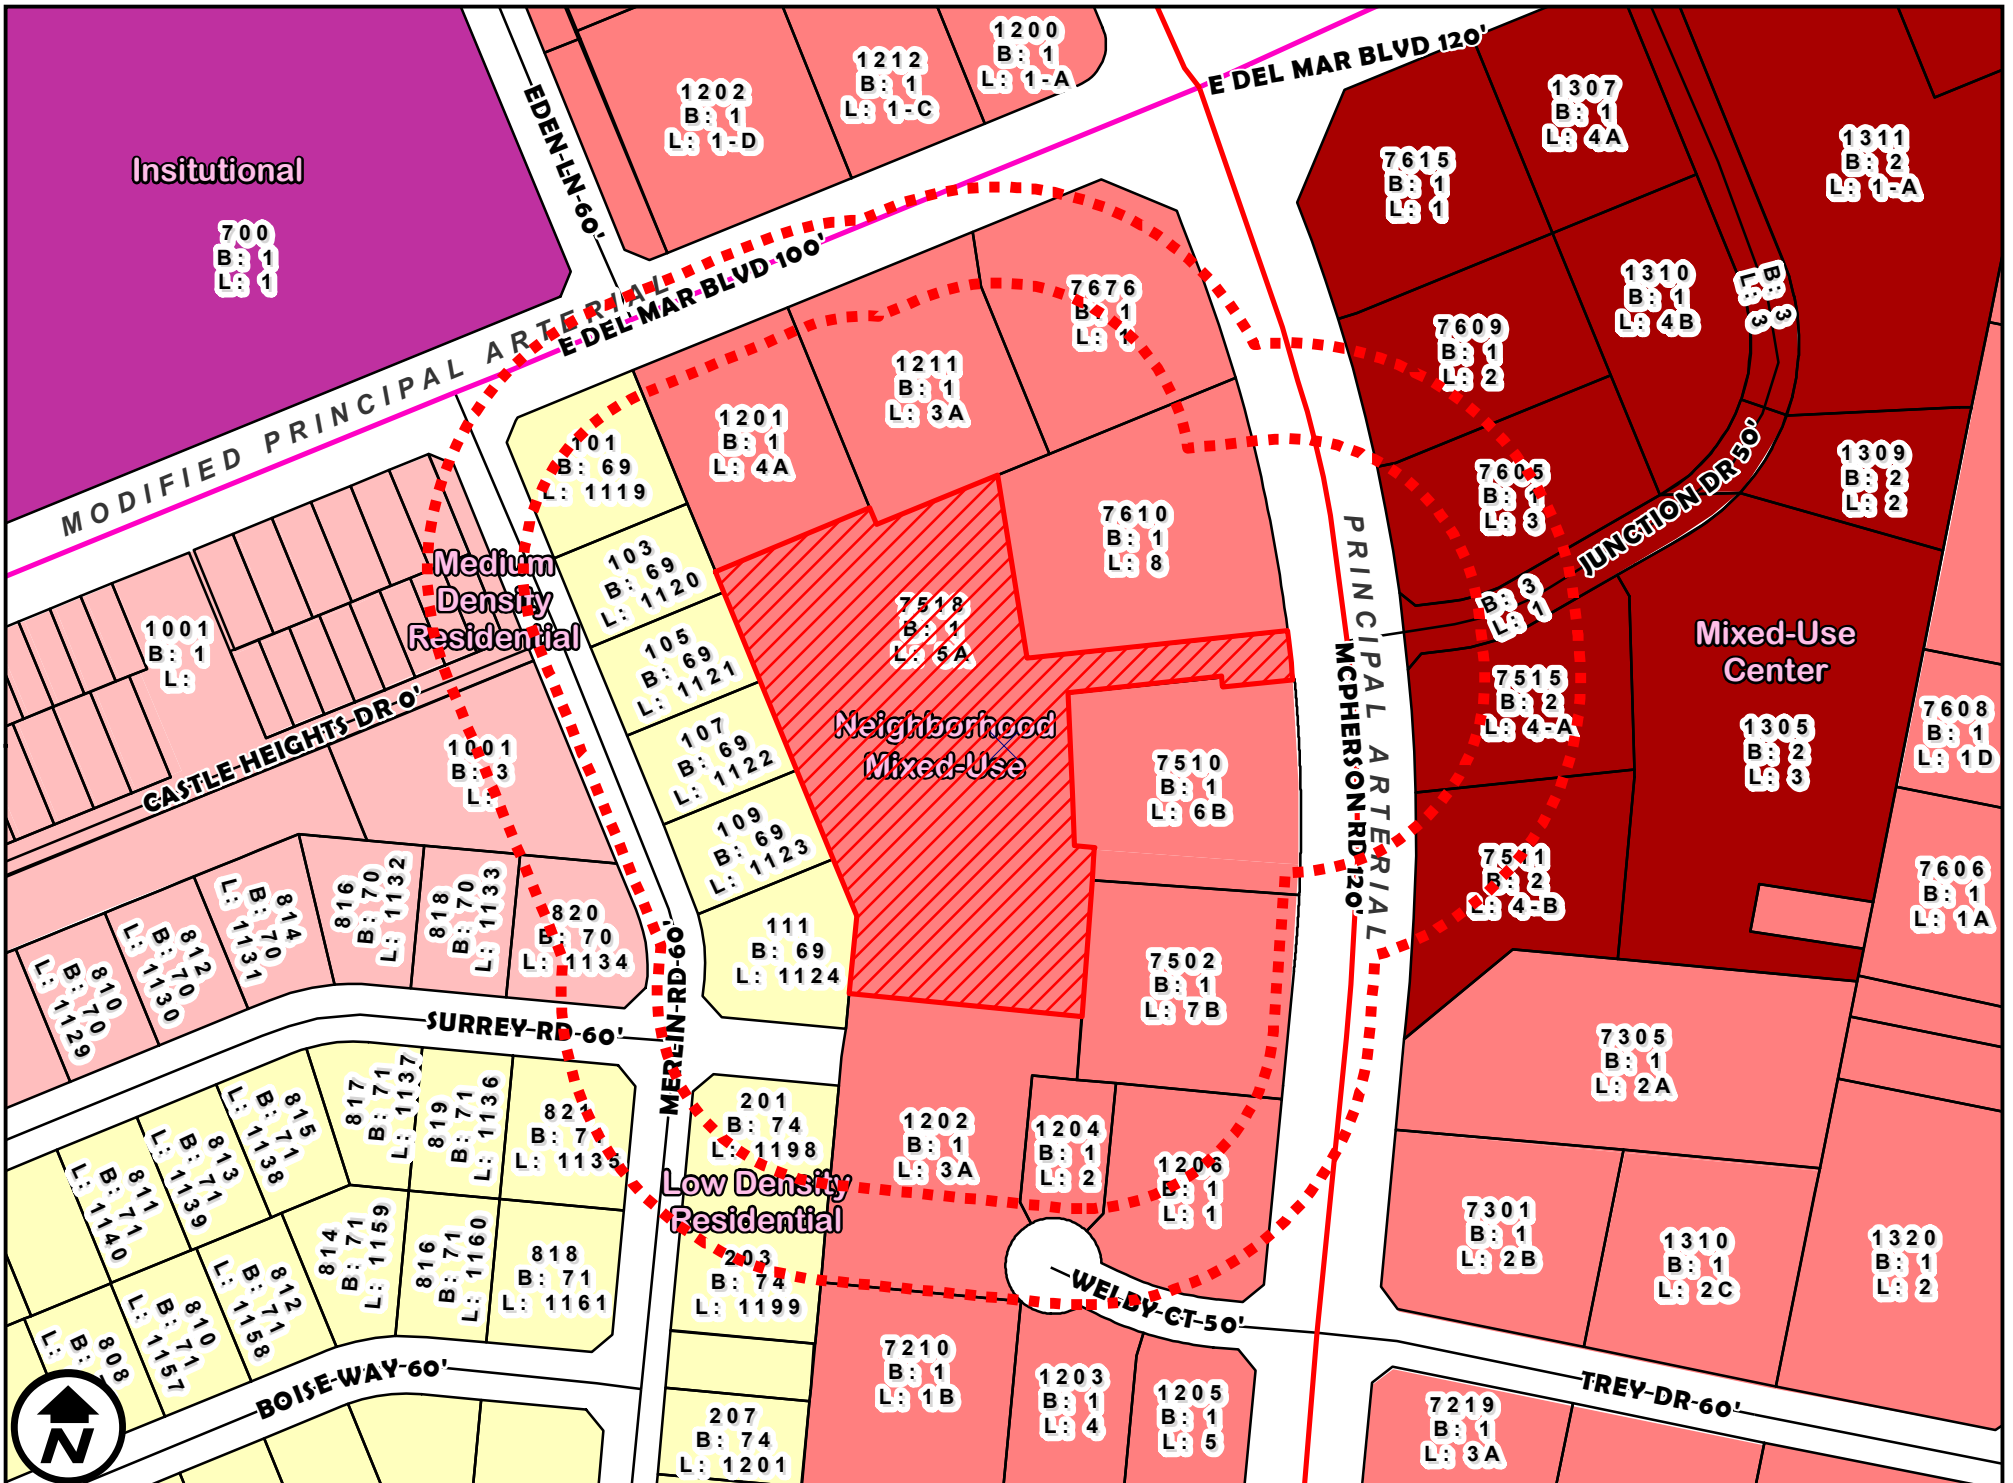 Insitutional
700
B: 1
L: 1
EDEN-LN-60'
1202
B: 1
L: 1-D
1212
B: 1
L: 1-C
1200
B: 1
L: 1-A
E DEL MAR BLVD 120'
7615
B: 1
L: 1
1307
B: 1
L: 4A
1311
B: 2
L: 1-A
1310
B: 1
L: 4B
B: 3
L: 3
MODIFIED PRINCIPAL ARTERIAL
E DEL MAR BLVD 100'
7676
B: 1
L: 1
7609
B: 1
L: 2
1211
B: 1
L: 3A
1201
B: 1
L: 4A
101
B: 69
L: 1119
7605
B: 1
L: 3
JUNCTION DR 50'
1309
B: 2
L: 2
7610
B: 1
L: 8
PRINCIPAL ARTERIAL
MCPHERSON-RD-120'
Medium
Density
Residential
103
B: 69
L: 1120
1001
B: 1
L:
7518
B: 1
L: 5A
B: 3
L: 1
105
B: 69
L: 1121
Mixed-Use
Center
7515
B: 2
L: 4-A
107
B: 69
L: 1122
Neighborhood
Mixed-Use
1305
B: 2
L: 3
7608
B: 1
L: 1D
CASTLE-HEIGHTS-DR-0'
1001
B: 3
L:
7510
B: 1
L: 6B
109
B: 69
L: 1123
7511
B: 2
L: 4-B
7606
B: 1
L: 1A
810
B: 70
L: 1129
812
B: 70
L: 1130
814
B: 70
L: 1131
816
B: 70
L: 1132
818
B: 70
L: 1133
820
B: 70
L: 1134
111
B: 69
L: 1124
7502
B: 1
L: 7B
SURREY-RD-60'
MERLIN-RD-60'
7305
B: 1
L: 2A
811
B: 71
L: 1140
813
B: 71
L: 1139
815
B: 71
L: 1138
817
B: 71
L: 1137
819
B: 71
L: 1136
821
B: 71
L: 1135
201
B: 74
L: 1198
1202
B: 1
L: 3A
1204
B: 1
L: 2
1206
B: 1
L: 1
Low Density
Residential
7301
B: 1
L: 2B
1310
B: 1
L: 2C
1320
B: 1
L: 2
808
B:
L:
810
B: 71
L: 1157
812
B: 71
L: 1158
814
B: 71
L: 1159
816
B: 71
L: 1160
818
B: 71
L: 1161
203
B: 74
L: 1199
WELBY-CT-50'
7210
B: 1
L: 1B
1203
B: 1
L: 4
1205
B: 1
L: 5
BOISE-WAY-60'
TREY-DR-60'
207
B: 74
L: 1201
7219
B: 1
L: 3A
N